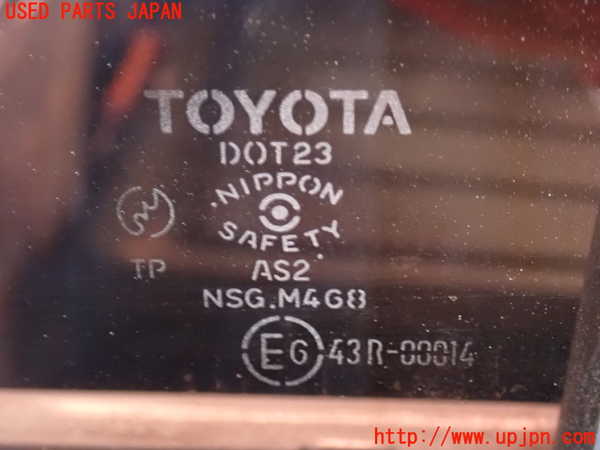 USED PARTS JAPAN
TOYOTA
DOT23
NIPPON
SAFETY
TP
AS2
NSG.M4G8
E6 43R-00014
http://www.upjpn.com